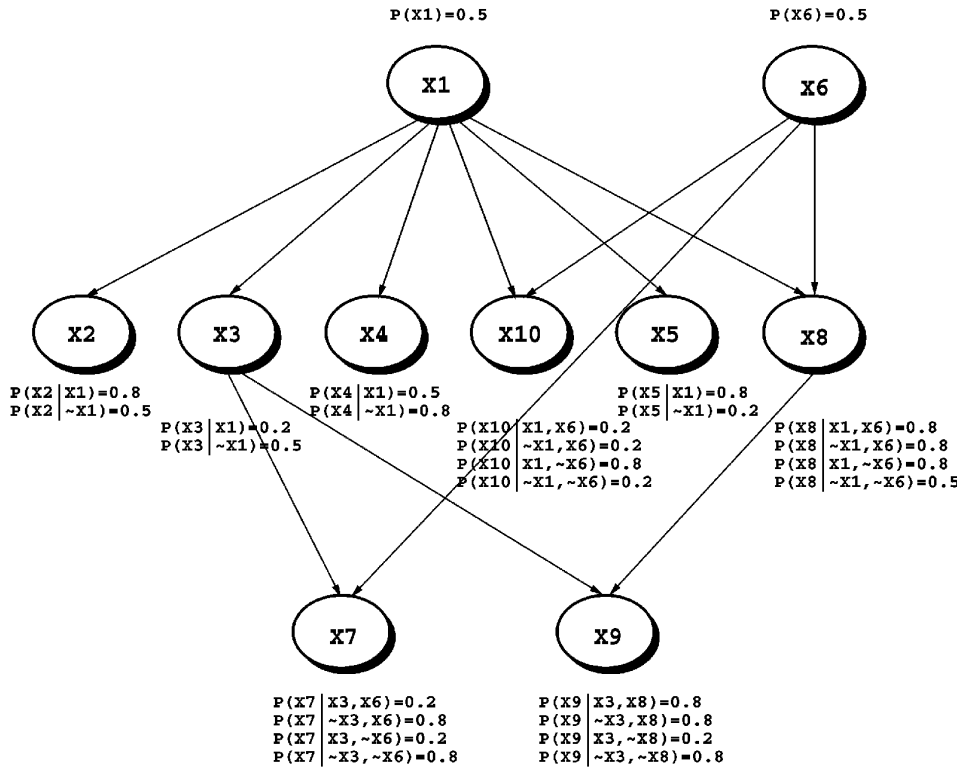 P(X1)=0.5
P(X6)=0.5
X1
X6
X2
X3
X4
X10
X5
X8
P(X2|X1)=0.8
P(X2|~X1)=0.5
P(X3|X1)=0.2
P(X3|~X1)=0.5
P(X4|X1)=0.5
P(X4|~X1)=0.8
P(X10|X1,X6)=0.2
P(X10|~X1,X6)=0.2
P(X10|X1,~X6)=0.8
P(X10|~X1,~X6)=0.2
P(X5|X1)=0.8
P(X5|~X1)=0.2
P(X8|X1,X6)=0.8
P(X8|~X1,X6)=0.8
P(X8|X1,~X6)=0.8
P(X8|~X1,~X6)=0.5
X7
X9
P(X7|X3,X6)=0.2
P(X7|~X3,X6)=0.8
P(X7|X3,~X6)=0.2
P(X7|~X3,~X6)=0.8
P(X9|X3,X8)=0.8
P(X9|~X3,X8)=0.8
P(X9|X3,~X8)=0.2
P(X9|~X3,~X8)=0.8